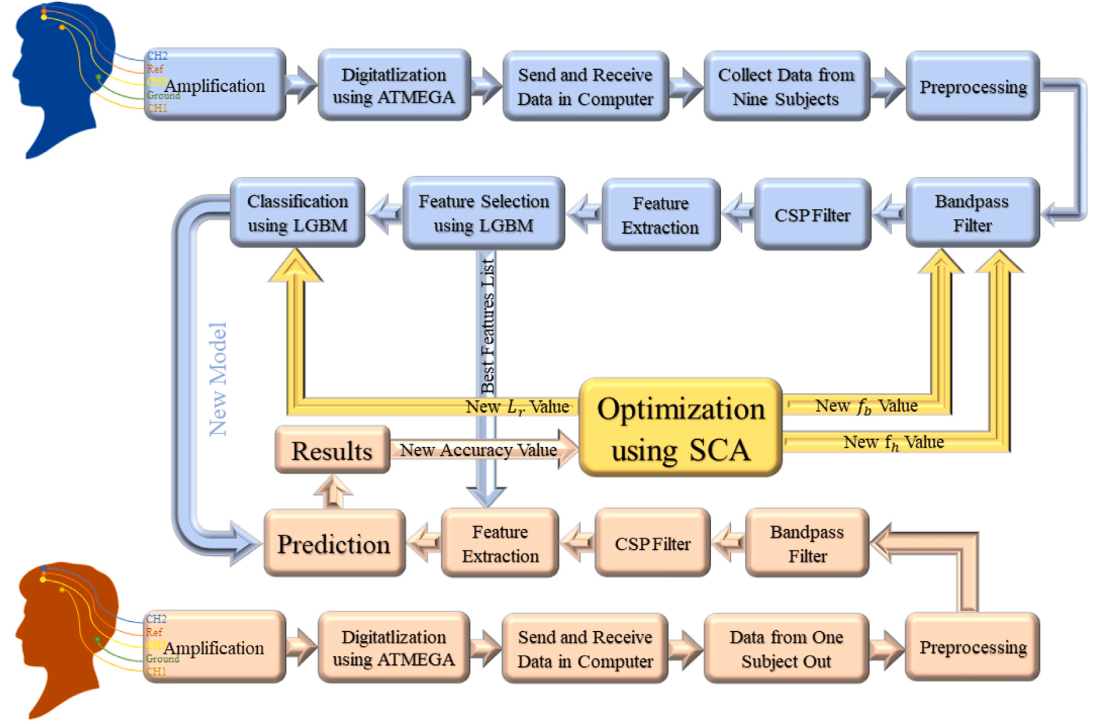 CH2
Ref
Ground
CH1
Amplification
Digitatlization
using ATMEGA
Send and Receive
Data in Computer
Collect Data from
Nine Subjects
Preprocessing
Classification
using LGBM
Feature Selection
using LGBM
Feature
Extraction
CSP Filter
Bandpass
Filter
New Model
Best Features List
New Lᵣ Value
Optimization
using SCA
New f_b Value
New fₕ Value
Results
New Accuracy Value
Prediction
Feature
Extraction
CSP Filter
Bandpass
Filter
CH2
Ref
Ground
CH1
Amplification
Digitatlization
using ATMEGA
Send and Receive
Data in Computer
Data from One
Subject Out
Preprocessing